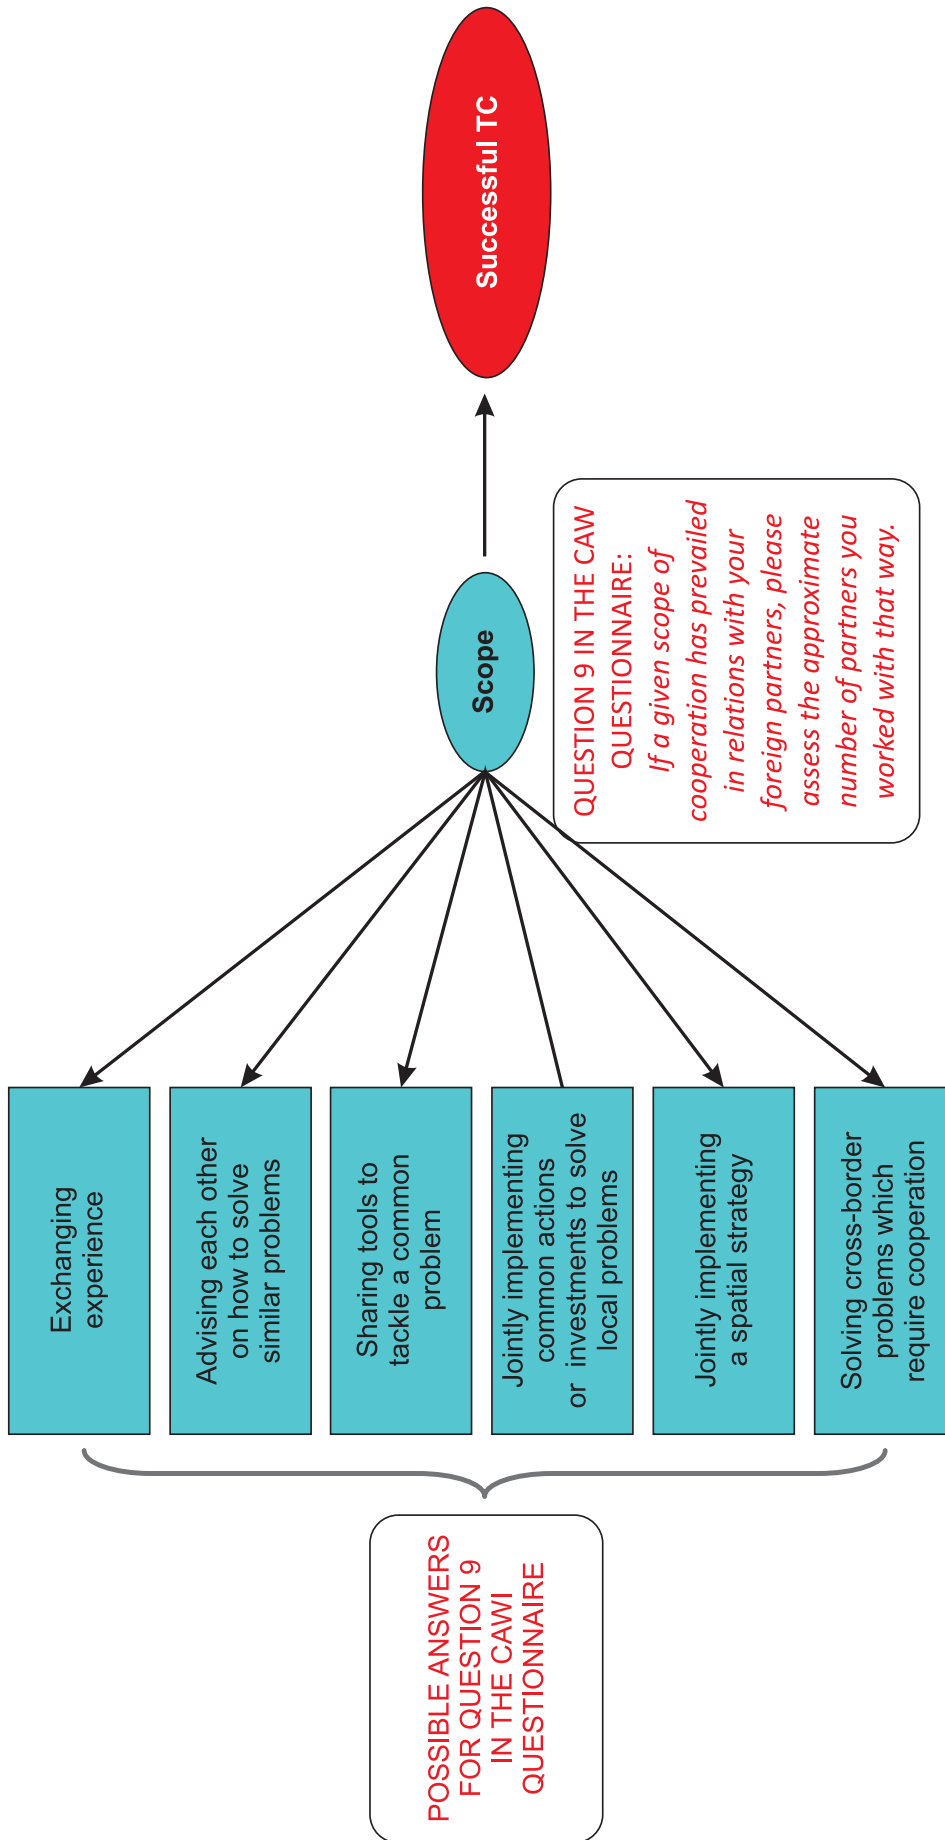 Successful TC
Scope
QUESTION 9 IN THE CAW
QUESTIONNAIRE:
If a given scope of
cooperation has prevailed
in relations with your
foreign partners, please
assess the approximate
number of partners you
worked with that way.
Exchanging
experience
Advising each other
on how to solve
similar problems
Sharing tools to
tackle a common
problem
Jointly implementing
common actions
or investments to solve
local problems
Jointly implementing
a spatial strategy
Solving cross-border
problems which
require cooperation
POSSIBLE ANSWERS
FOR QUESTION 9
IN THE CAWI
QUESTIONNAIRE